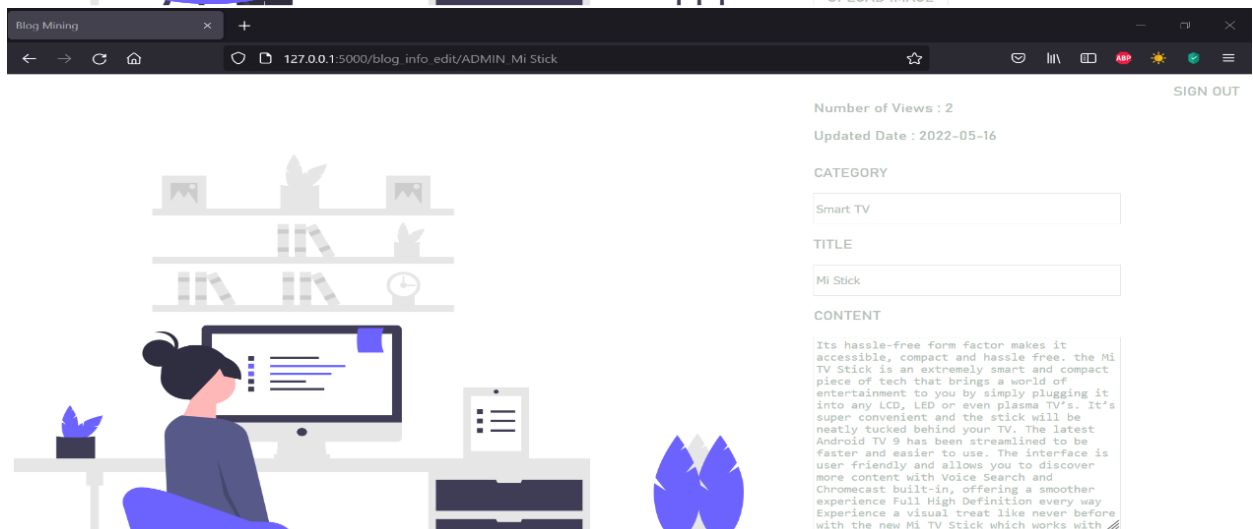 UPLOAD IMAGE
Blog Mining
127.0.0.1:5000/blog_info_edit/ADMIN_Mi Stick
ABP
SIGN OUT
Number of Views : 2
Updated Date : 2022-05-16
CATEGORY
Smart TV
TITLE
Mi Stick
CONTENT
Its hassle-free form factor makes it
accessible, compact and hassle free. the Mi
TV Stick is an extremely smart and compact
piece of tech that brings a world of
entertainment to you by simply plugging it
into any LCD, LED or even plasma TV's. It's
super convenient and the stick will be
neatly tucked behind your TV. The latest
Android TV 9 has been streamlined to be
faster and easier to use. The interface is
user friendly and allows you to discover
more content with Voice Search and
Chromecast built-in, offering a smoother
experience Full High Definition every way
Experience a visual treat like never before
with the new Mi TV Stick which works with